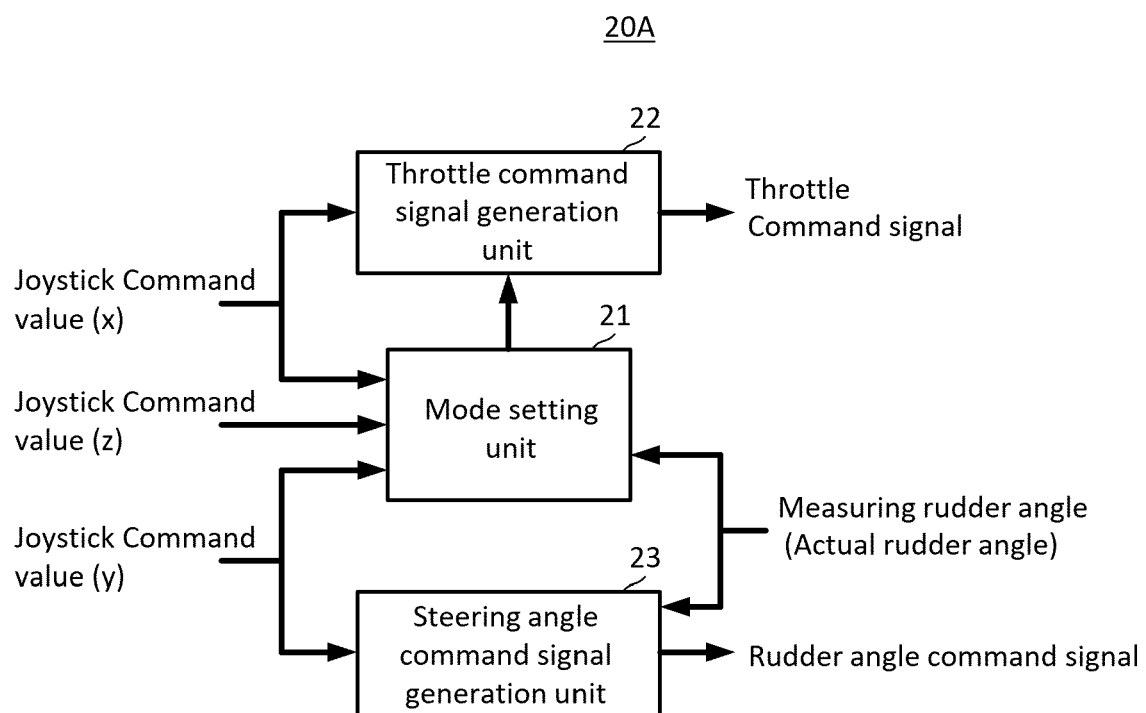 20A
22
Throttle command
signal generation
unit
Throttle
Command signal
Joystick Command
value (x)
21
Mode setting
unit
Joystick Command
value (z)
Joystick Command
value (y)
Measuring rudder angle
(Actual rudder angle)
23
Steering angle
command signal
generation unit
Rudder angle command signal